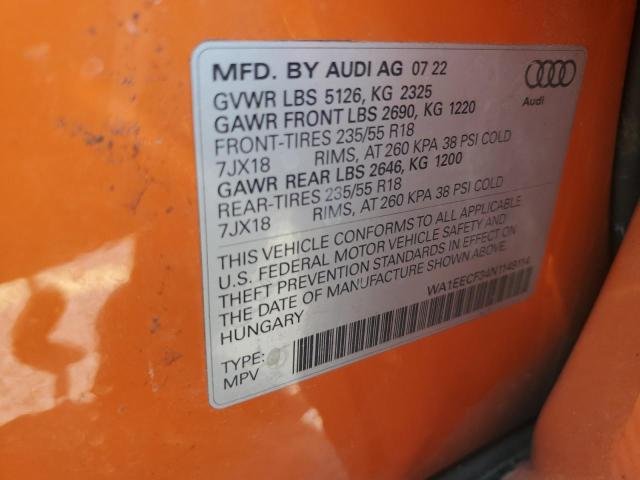 MFD. BY AUDI AG 07 22
Audi
GVWR LBS 5126, KG 2325
GAWR FRONT LBS 2690, KG 1220
FRONT-TIRES 235/55 R18
7JX18 RIMS, AT 260 KPA 38 PSI COLD
GAWR REAR LBS 2646, KG 1200
REAR-TIRES 235/55 R18
7JX18 RIMS, AT 260 KPA 38 PSI COLD
THIS VEHICLE CONFORMS TO ALL APPLICABLE
U.S. FEDERAL MOTOR VEHICLE SAFETY AND
THEFT PREVENTION STANDARDS IN EFFECT ON
THE DATE OF MANUFACTURE SHOWN ABOVE.
HUNGARY
WA1EECF34N1149114
TYPE:
MPV